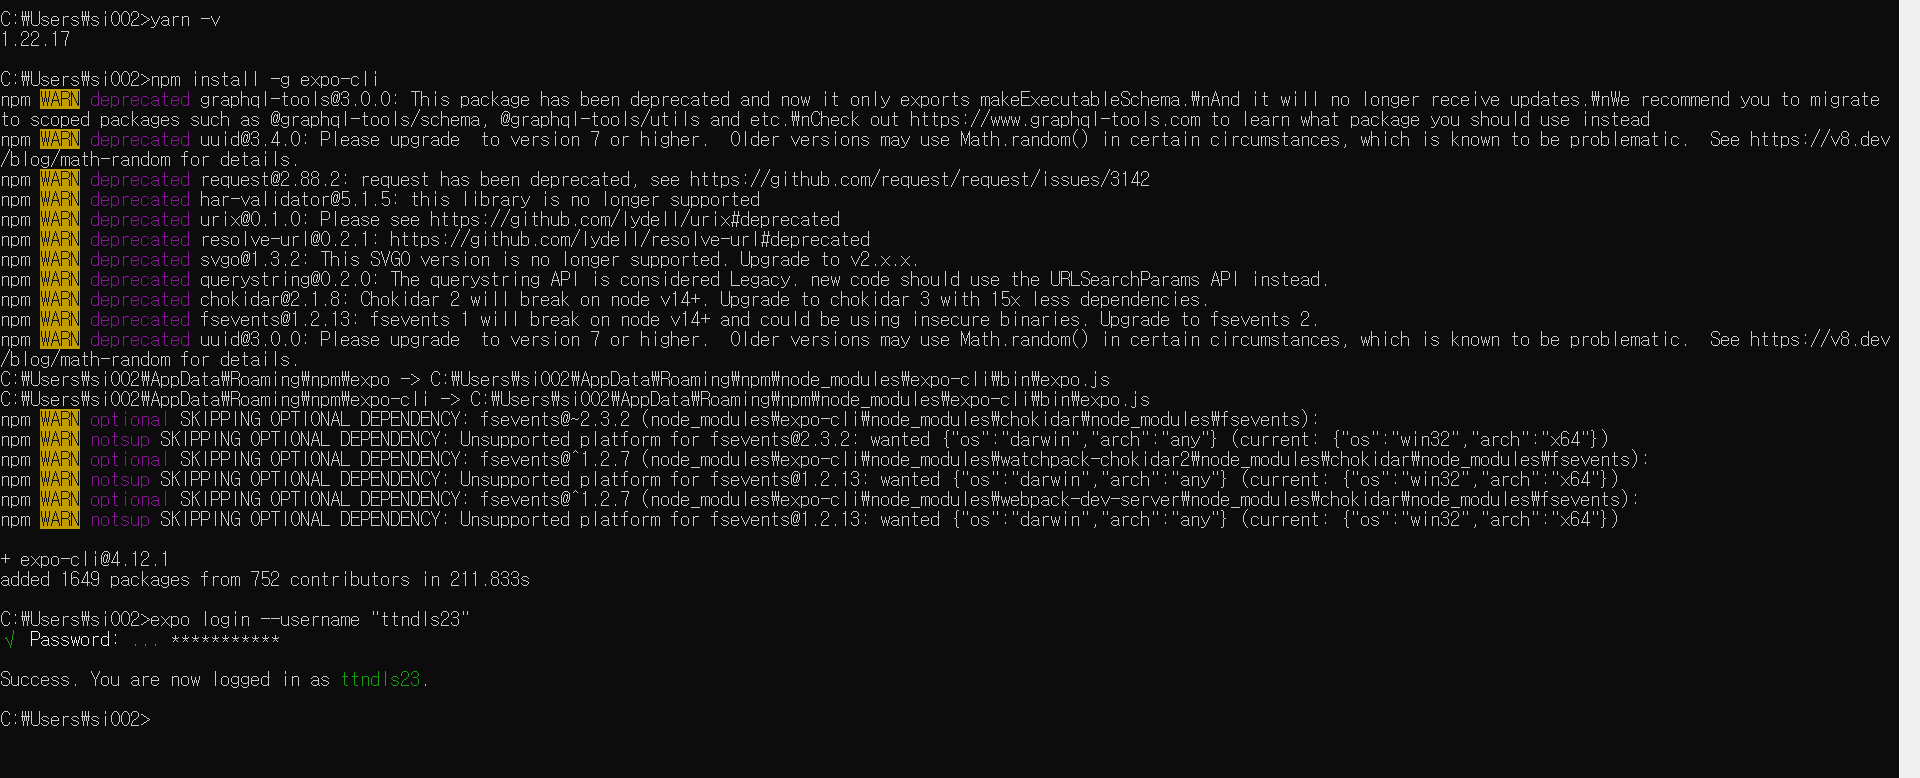 C:₩Users₩si002>yarn -v
1.22.17
C:₩Users₩si002>npm install -g expo-cli
npm WARN deprecated graphql-tools@3.0.0: This package has been deprecated and now it only exports makeExecutableSchema.₩nAnd it will no longer receive updates.₩nWe recommend you to migrate
to scoped packages such as @graphql-tools/schema, @graphql-tools/utils and etc.₩nCheck out https://www.graphql-tools.com to learn what package you should use instead
npm WARN deprecated uuid@3.4.0: Please upgrade  to version 7 or higher.  Older versions may use Math.random() in certain circumstances, which is known to be problematic.  See https://v8.dev
/blog/math-random for details.
npm WARN deprecated request@2.88.2: request has been deprecated, see https://github.com/request/request/issues/3142
npm WARN deprecated har-validator@5.1.5: this library is no longer supported
npm WARN deprecated urix@0.1.0: Please see https://github.com/lydell/urix#deprecated
npm WARN deprecated resolve-url@0.2.1: https://github.com/lydell/resolve-url#deprecated
npm WARN deprecated svgo@1.3.2: This SVGO version is no longer supported. Upgrade to v2.x.x.
npm WARN deprecated querystring@0.2.0: The querystring API is considered Legacy. new code should use the URLSearchParams API instead.
npm WARN deprecated chokidar@2.1.8: Chokidar 2 will break on node v14+. Upgrade to chokidar 3 with 15x less dependencies.
npm WARN deprecated fsevents@1.2.13: fsevents 1 will break on node v14+ and could be using insecure binaries. Upgrade to fsevents 2.
npm WARN deprecated uuid@3.0.0: Please upgrade  to version 7 or higher.  Older versions may use Math.random() in certain circumstances, which is known to be problematic.  See https://v8.dev
/blog/math-random for details.
C:₩Users₩si002₩AppData₩Roaming₩npm₩expo -> C:₩Users₩si002₩AppData₩Roaming₩npm₩node_modules₩expo-cli₩bin₩expo.js
C:₩Users₩si002₩AppData₩Roaming₩npm₩expo-cli -> C:₩Users₩si002₩AppData₩Roaming₩npm₩node_modules₩expo-cli₩bin₩expo.js
npm WARN optional SKIPPING OPTIONAL DEPENDENCY: fsevents@~2.3.2 (node_modules₩expo-cli₩node_modules₩chokidar₩node_modules₩fsevents):
npm WARN notsup SKIPPING OPTIONAL DEPENDENCY: Unsupported platform for fsevents@2.3.2: wanted {"os":"darwin","arch":"any"} (current: {"os":"win32","arch":"x64"})
npm WARN optional SKIPPING OPTIONAL DEPENDENCY: fsevents@^1.2.7 (node_modules₩expo-cli₩node_modules₩watchpack-chokidar2₩node_modules₩chokidar₩node_modules₩fsevents):
npm WARN notsup SKIPPING OPTIONAL DEPENDENCY: Unsupported platform for fsevents@1.2.13: wanted {"os":"darwin","arch":"any"} (current: {"os":"win32","arch":"x64"})
npm WARN optional SKIPPING OPTIONAL DEPENDENCY: fsevents@^1.2.7 (node_modules₩expo-cli₩node_modules₩webpack-dev-server₩node_modules₩chokidar₩node_modules₩fsevents):
npm WARN notsup SKIPPING OPTIONAL DEPENDENCY: Unsupported platform for fsevents@1.2.13: wanted {"os":"darwin","arch":"any"} (current: {"os":"win32","arch":"x64"})
+ expo-cli@4.12.1
added 1649 packages from 752 contributors in 211.833s
C:₩Users₩si002>expo login --username "ttndls23"
√ Password: ... ***********
Success. You are now logged in as ttndls23.
C:₩Users₩si002>